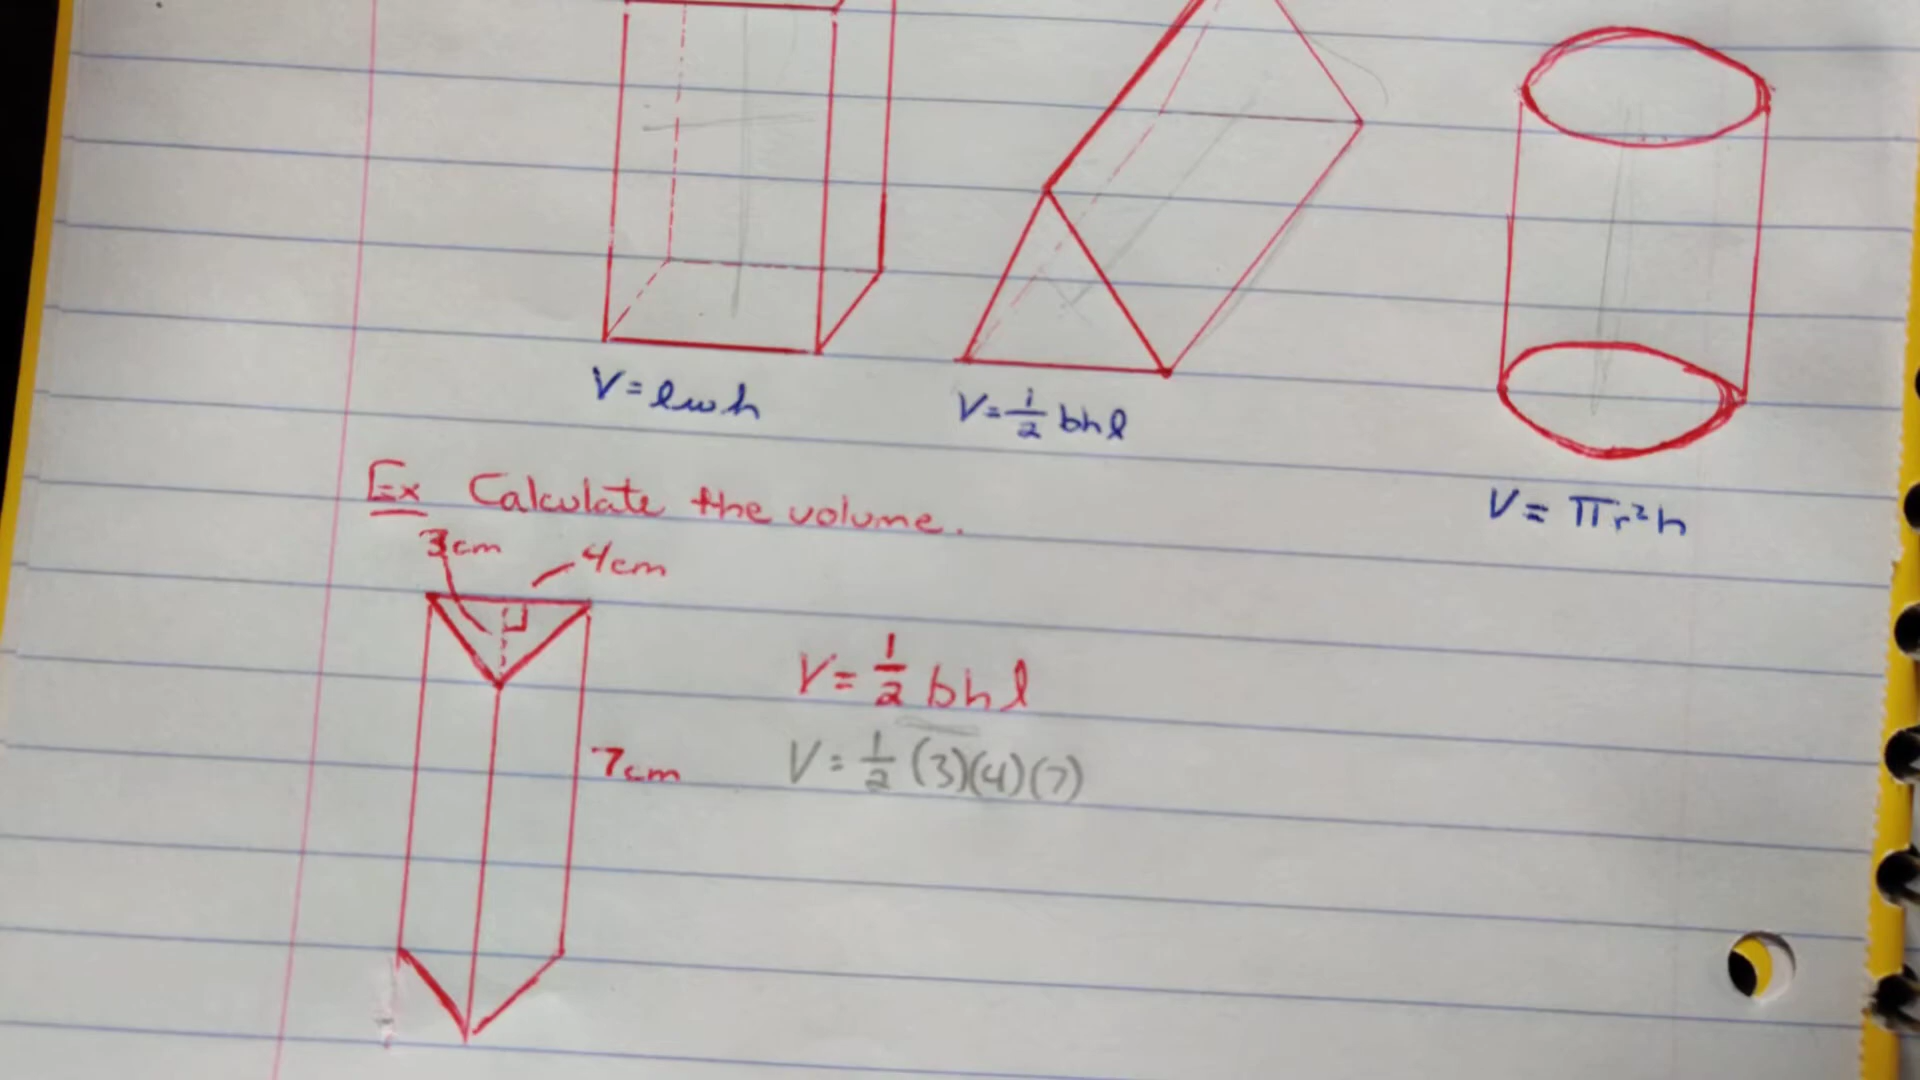 V = lwh
V = 1/2 bhl
V = πr²h
Ex Calculate the volume.
3cm
4cm
V = 1/2 bhl
7cm
V = 1/2 (3)(4)(7)